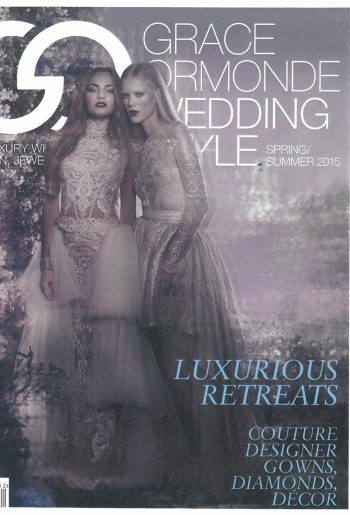 GO
GRACE
ORMONDE
WEDDING
STYLE
SPRING/
SUMMER 2015
LUXURIOUS
RETREATS
COUTURE
DESIGNER
GOWNS,
DIAMONDS,
DÉCOR